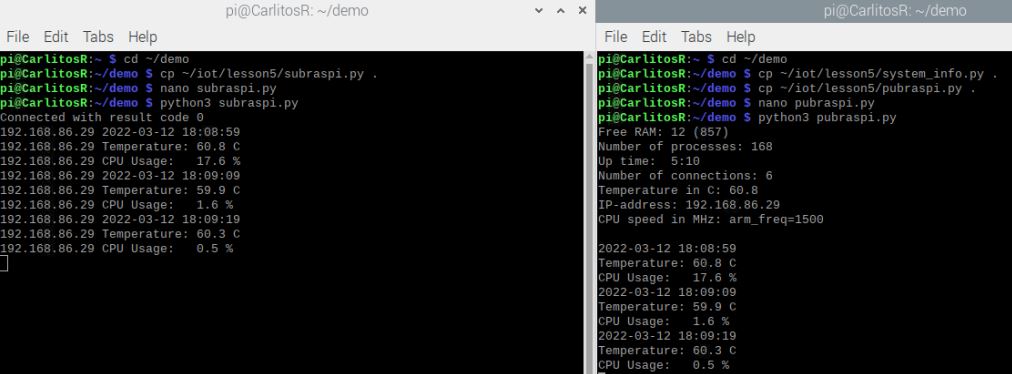 pi@CarlitosR: ~/demo
File Edit Tabs Help
pi@CarlitosR:~ $ cd ~/demo
pi@CarlitosR:~/demo $ cp ~/iot/lesson5/subraspi.py .
pi@CarlitosR:~/demo $ nano subraspi.py
pi@CarlitosR:~/demo $ python3 subraspi.py
Connected with result code 0
192.168.86.29 2022-03-12 18:08:59
192.168.86.29 Temperature: 60.8 C
192.168.86.29 CPU Usage:   17.6 %
192.168.86.29 2022-03-12 18:09:09
192.168.86.29 Temperature: 59.9 C
192.168.86.29 CPU Usage:   1.6 %
192.168.86.29 2022-03-12 18:09:19
192.168.86.29 Temperature: 60.3 C
192.168.86.29 CPU Usage:   0.5 %
pi@CarlitosR: ~/demo
File Edit Tabs Help
pi@CarlitosR:~ $ cd ~/demo
pi@CarlitosR:~/demo $ cp ~/iot/lesson5/system_info.py .
pi@CarlitosR:~/demo $ cp ~/iot/lesson5/pubraspi.py .
pi@CarlitosR:~/demo $ nano pubraspi.py
pi@CarlitosR:~/demo $ python3 pubraspi.py
Free RAM: 12 (857)
Number of processes: 168
Up time:  5:10
Number of connections: 6
Temperature in C: 60.8
IP-address: 192.168.86.29
CPU speed in MHz: arm_freq=1500
2022-03-12 18:08:59
Temperature: 60.8 C
CPU Usage:   17.6 %
2022-03-12 18:09:09
Temperature: 59.9 C
CPU Usage:   1.6 %
2022-03-12 18:09:19
Temperature: 60.3 C
CPU Usage:   0.5 %